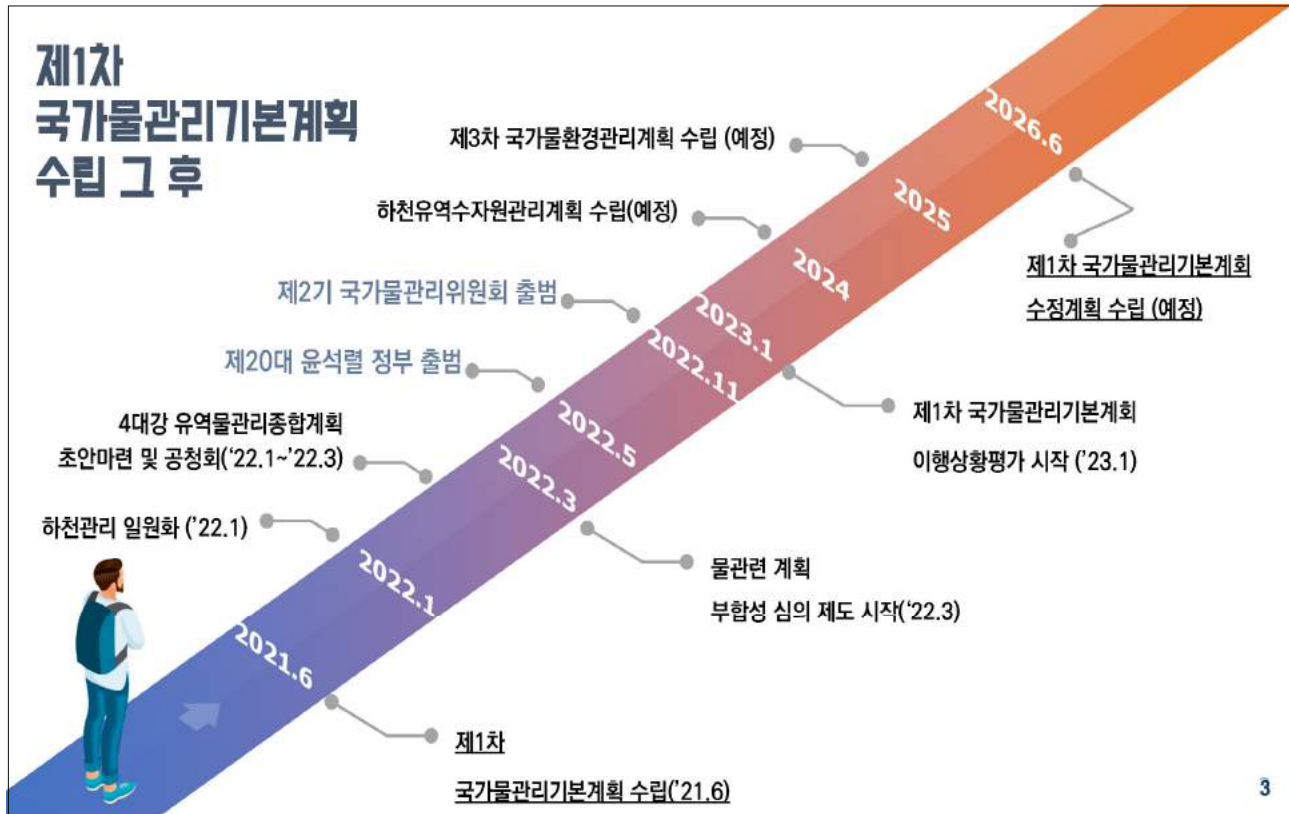 제1차
국가물관리기본계획
수립 그 후
제3차 국가물환경관리계획 수립 (예정)
하천유역수자원관리계획 수립(예정)
제2기 국가물관리위원회 출범
제20대 윤석렬 정부 출범
4대강 유역물관리종합계획
초안마련 및 공청회(‘22.1~’22.3)
하천관리 일원화 (’22.1)
2026.6
2025
2024
2023.1
2022.11
2022.5
2022.3
2022.1
2021.6
제1차 국가물관리기본계회
수정계획 수립 (예정)
제1차 국가물관리기본계회
이행상황평가 시작 (’23.1)
물관련 계획
부합성 심의 제도 시작(‘22.3)
제1차
국가물관리기본계획 수립(’21.6)
3